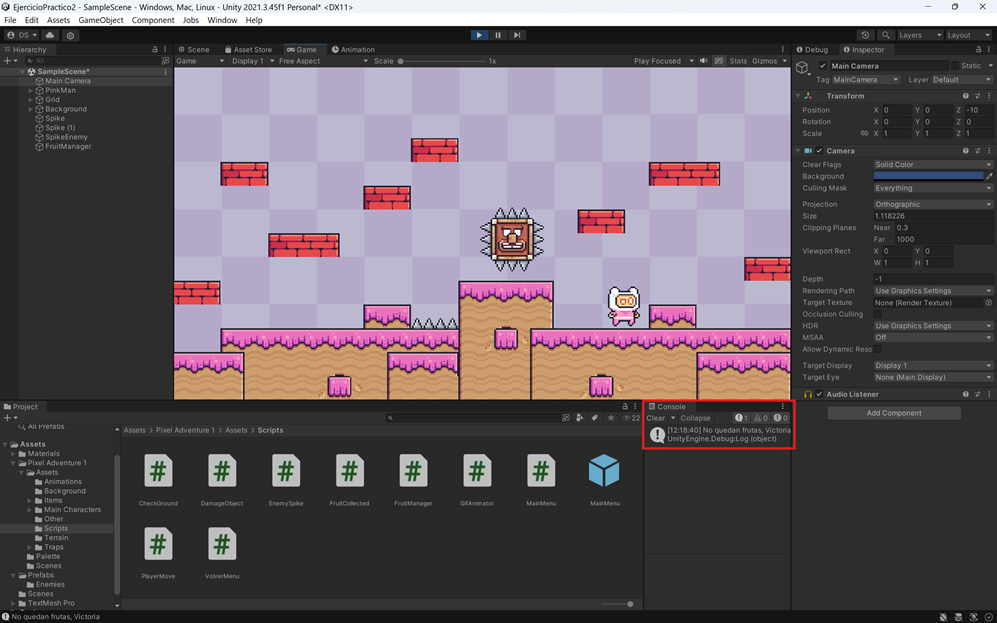 EjercicioPractico2 - SampleScene - Windows, Mac, Linux - Unity 2021.3.45f1 Personal* <DX11>
File Edit Assets GameObject Component Jobs Window Help
DS
Layers Layout
Hierarchy
All
SampleScene*
Main Camera
PinkMan
Grid
Background
Spike
Spike (1)
SpikeEnemy
FruitManager
Scene Asset Store Game Animation
Game Display 1 Free Aspect Scale 1x Play Focused Stats Gizmos
Debug Inspector
Main Camera Static
Tag MainCamera Layer Default
Transform
Position X 0 Y 0 Z -10
Rotation X 0 Y 0 Z 0
Scale X 1 Y 1 Z 1
Camera
Clear Flags Solid Color
Background
Culling Mask Everything
Projection Orthographic
Size 1.118226
Clipping Planes Near 0.3
Far 1000
Viewport Rect X 0 Y 0
W 1 H 1
Depth -1
Rendering Path Use Graphics Settings
Target Texture None (Render Texture)
Occlusion Culling
HDR Use Graphics Settings
MSAA Off
Allow Dynamic Reso
Target Display Display 1
Target Eye None (Main Display)
Audio Listener
Add Component
Project
22
All Prefabs
Assets
Materials
Pixel Adventure 1
Assets
Animations
Background
Items
Main Characters
Other
Scripts
Terrain
Traps
Palette
Scenes
Prefabs
Enemies
Scenes
TextMesh Pro
Assets > Pixel Adventure 1 > Assets > Scripts
CheckGround DamageObject EnemySpike FruitCollected FruitManager GifAnimator MainMenu MainMenu
PlayerMove VolverMenu
Console
Clear Collapse 1 0 0
[12:18:40] No quedan frutas, Victoria
UnityEngine.Debug:Log (object)
No quedan frutas, Victoria